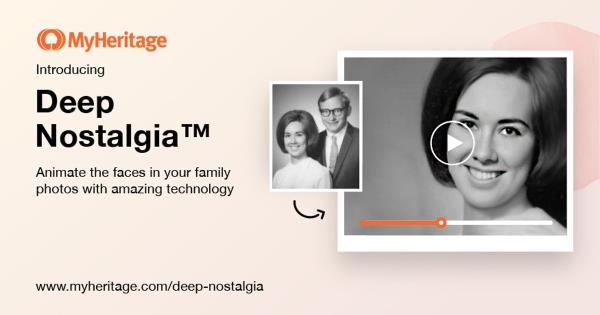 MyHeritage
Introducing
Deep
Nostalgia™
Animate the faces in your family
photos with amazing technology
www.myheritage.com/deep-nostalgia